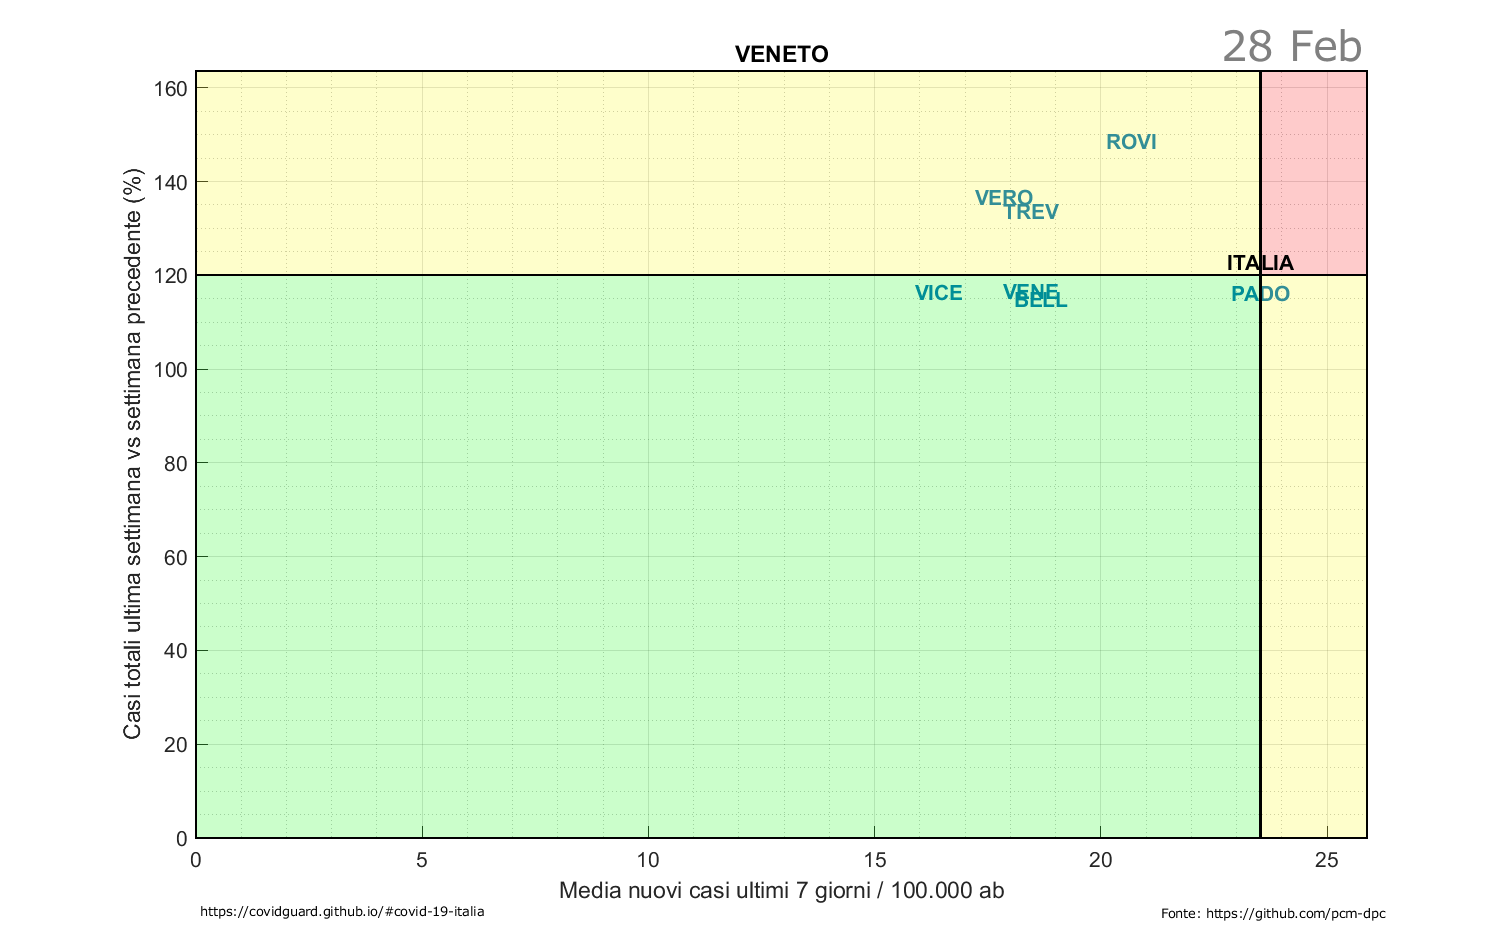 28 Feb
VENETO
160
140
120
100
80
60
40
20
0
Casi totali ultima settimana vs settimana precedente (%)
ROVI
VERO
TREV
ITALIA
VICE
VENE
BELL
PADO
0 5 10 15 20 25
Media nuovi casi ultimi 7 giorni / 100.000 ab
https://covidguard.github.io/#covid-19-italia
Fonte: https://github.com/pcm-dpc